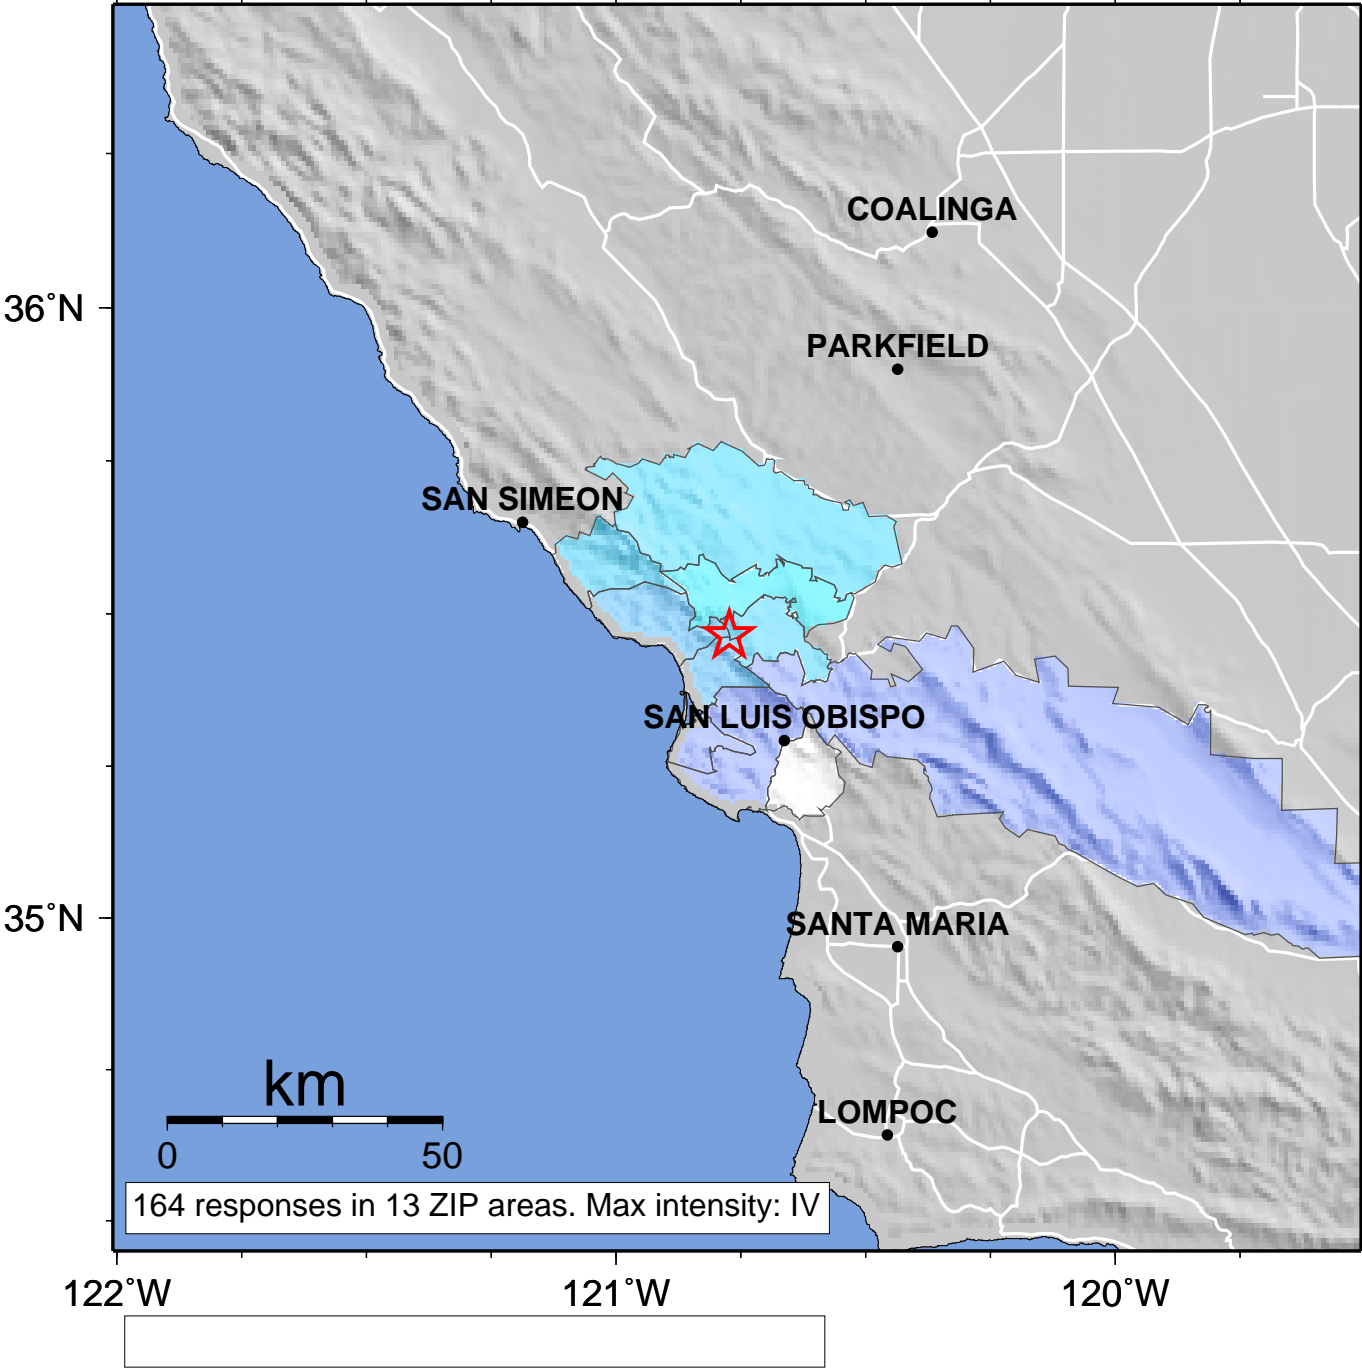 COALINGA
36°N
PARKFIELD
SAN SIMEON
SAN LUIS OBISPO
35°N
SANTA MARIA
km
LOMPOC
0 50
164 responses in 13 ZIP areas. Max intensity: IV
122°W 121°W 120°W